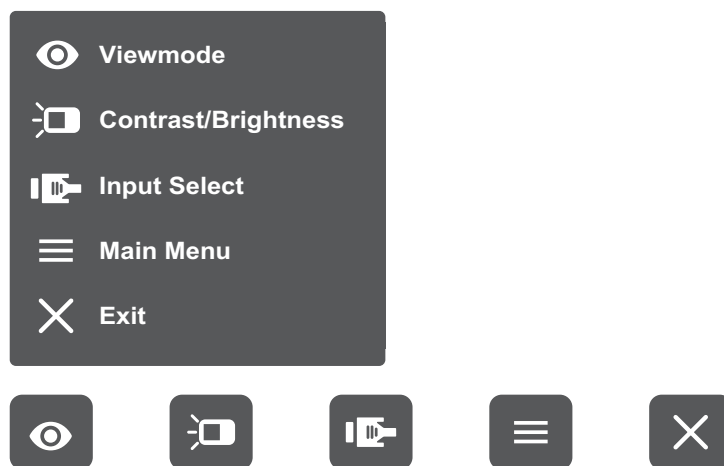 Viewmode
Contrast/Brightness
Input Select
Main Menu
Exit